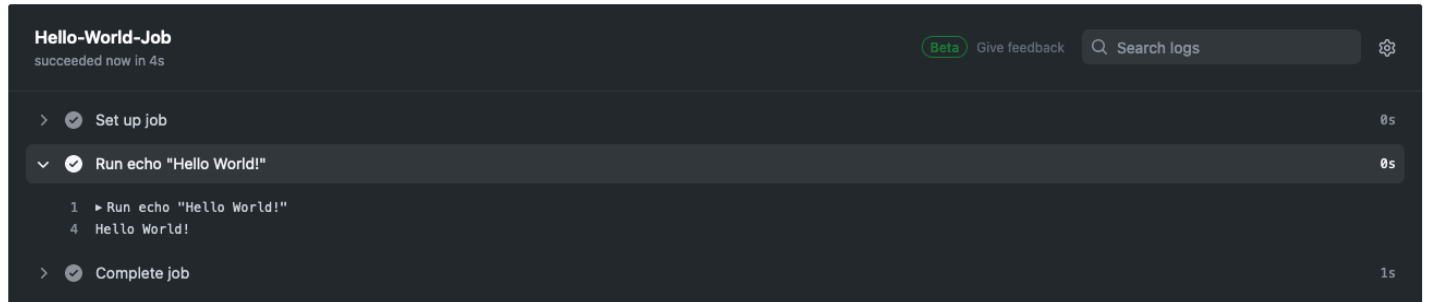 Hello-World-Job
succeeded now in 4s
Beta Give feedback Search logs
Set up job 0s
Run echo "Hello World!" 0s
1 ▸ Run echo "Hello World!"
4 Hello World!
Complete job 1s